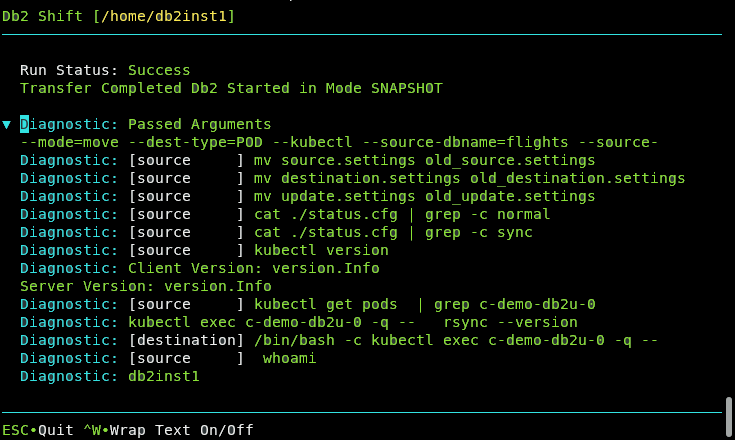 Db2 Shift [/home/db2inst1]
Run Status: Success
Transfer Completed Db2 Started in Mode SNAPSHOT
▼ Diagnostic: Passed Arguments
--mode=move --dest-type=POD --kubectl --source-dbname=flights --source-
Diagnostic: [source     ] mv source.settings old_source.settings
Diagnostic: [source     ] mv destination.settings old_destination.settings
Diagnostic: [source     ] mv update.settings old_update.settings
Diagnostic: [source     ] cat ./status.cfg | grep -c normal
Diagnostic: [source     ] cat ./status.cfg | grep -c sync
Diagnostic: [source     ] kubectl version
Diagnostic: Client Version: version.Info
Server Version: version.Info
Diagnostic: [source     ] kubectl get pods  | grep c-demo-db2u-0
Diagnostic: kubectl exec c-demo-db2u-0 -q --   rsync --version
Diagnostic: [destination] /bin/bash -c kubectl exec c-demo-db2u-0 -q --
Diagnostic: [source     ]  whoami
Diagnostic: db2inst1
ESC•Quit ^W•Wrap Text On/Off